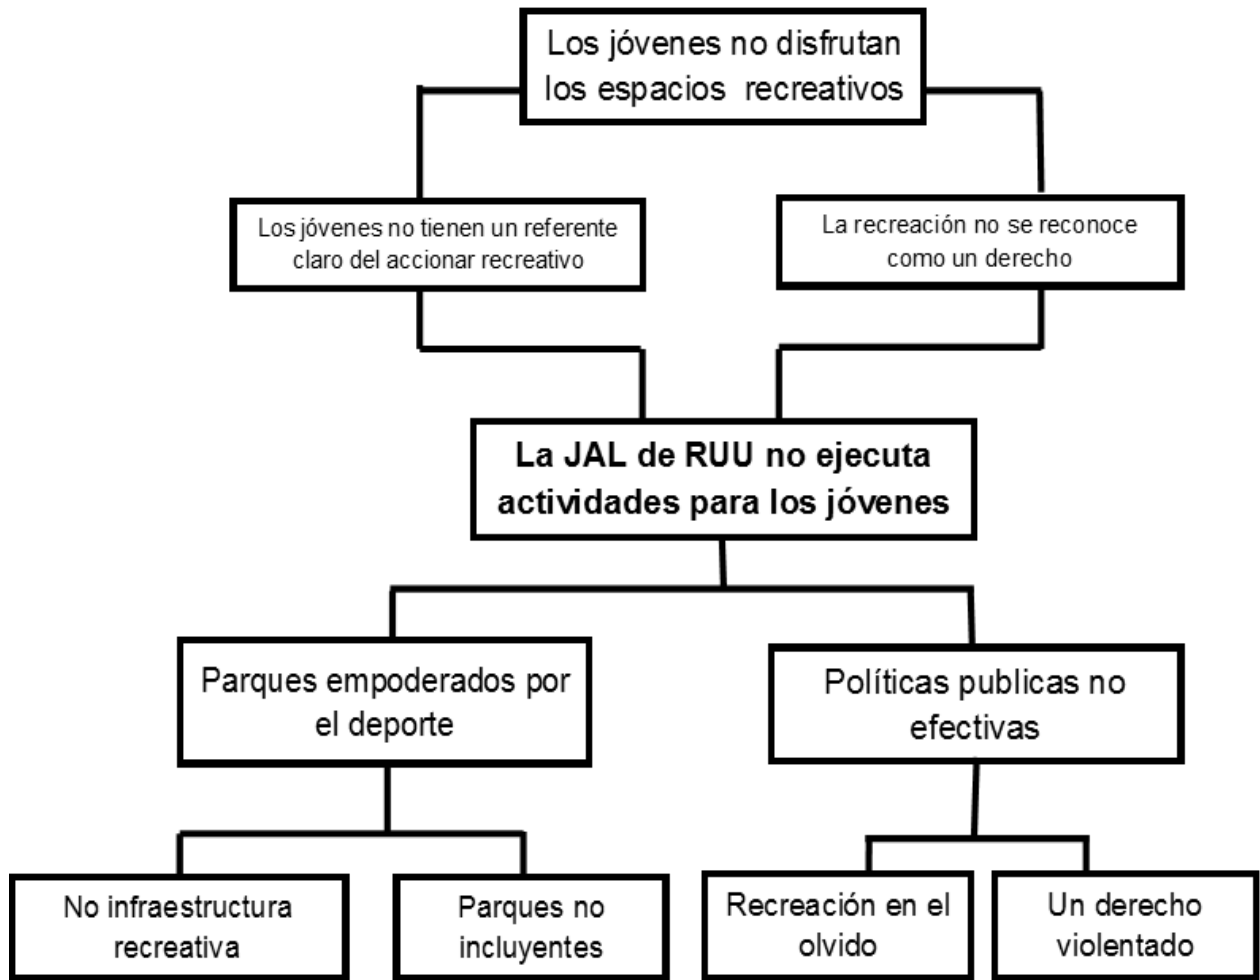 Los jóvenes no disfrutan
los espacios recreativos
Los jóvenes no tienen un referente
claro del accionar recreativo
La recreación no se reconoce
como un derecho
La JAL de RUU no ejecuta
actividades para los jóvenes
Parques empoderados por
el deporte
Políticas publicas no
efectivas
No infraestructura
recreativa
Parques no
incluyentes
Recreación en el
olvido
Un derecho
violentado